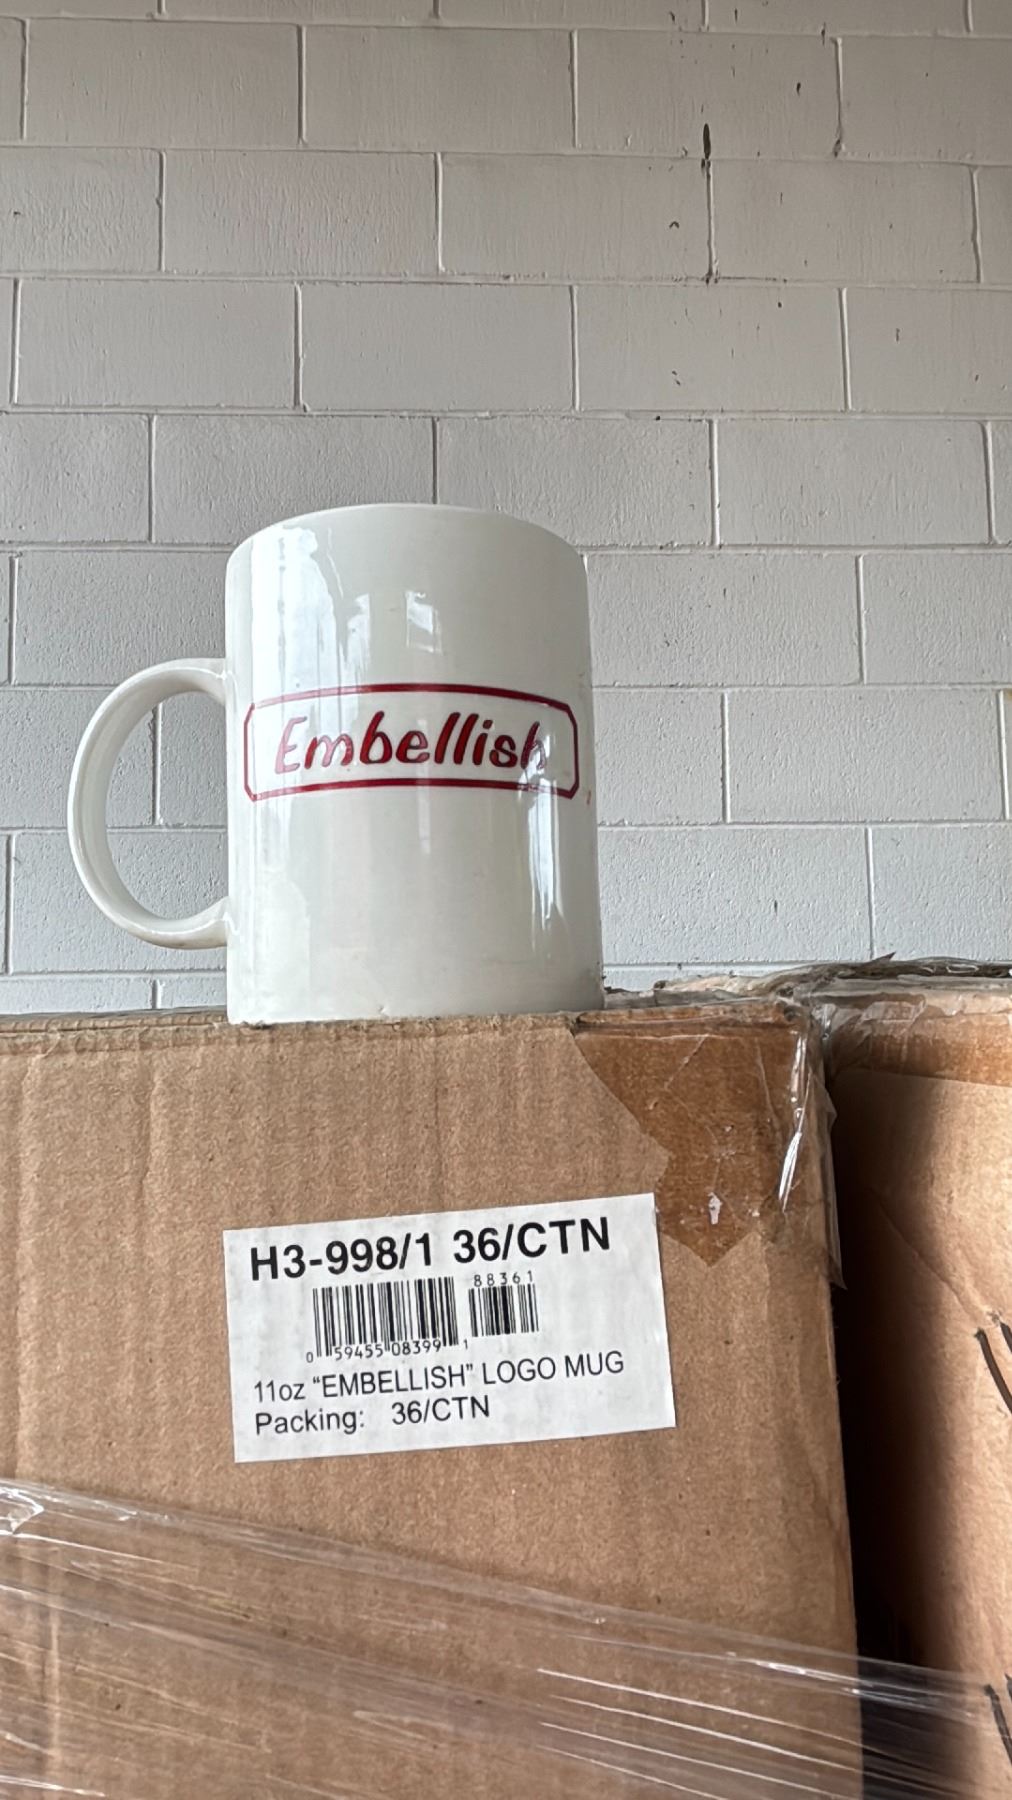 Embellish
H3-998/1 36/CTN
88361
0 59455 08399 1
11oz “EMBELLISH” LOGO MUG
Packing: 36/CTN